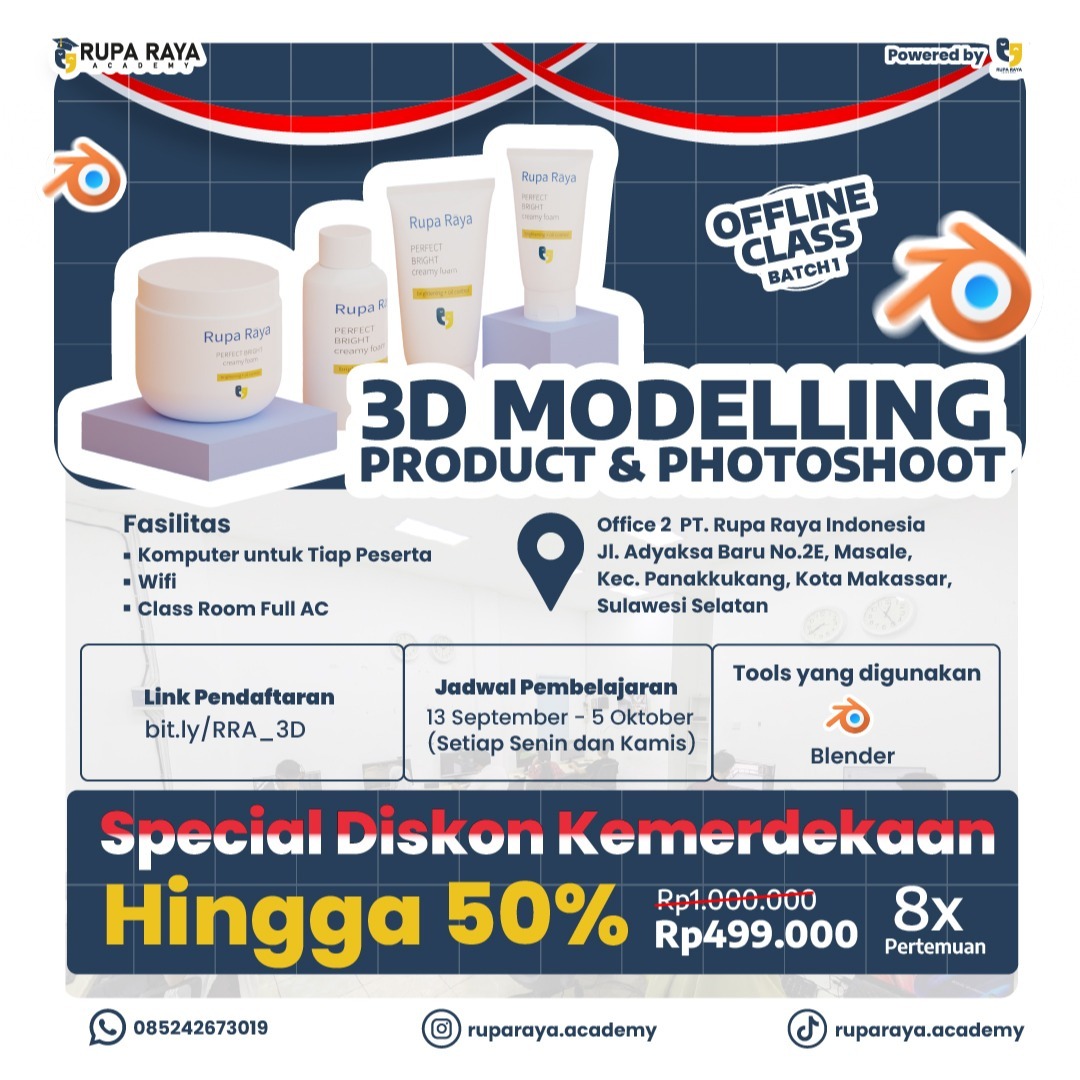 RUPA RAYA
ACADEMY
Powered by
RUPA RAYA
OFFLINE
CLASS
BATCH 1
Rupa Raya
PERFECT
BRIGHT
creamy foam
Rupa Raya
PERFECT
BRIGHT
creamy foam
Rupa Ra
PERFECT
BRIGHT
creamy foam
Rupa Raya
PERFECT BRIGHT
creamy foam
3D MODELLING
PRODUCT & PHOTOSHOOT
Fasilitas
▪ Komputer untuk Tiap Peserta
▪ Wifi
▪ Class Room Full AC
Office 2 PT. Rupa Raya Indonesia
Jl. Adyaksa Baru No.2E, Masale,
Kec. Panakkukang, Kota Makassar,
Sulawesi Selatan
Link Pendaftaran
bit.ly/RRA_3D
Jadwal Pembelajaran
13 September - 5 Oktober
(Setiap Senin dan Kamis)
Tools yang digunakan
Blender
Special Diskon Kemerdekaan
Hingga 50%
Rp1.000.000
Rp499.000
8x
Pertemuan
085242673019
ruparaya.academy
ruparaya.academy